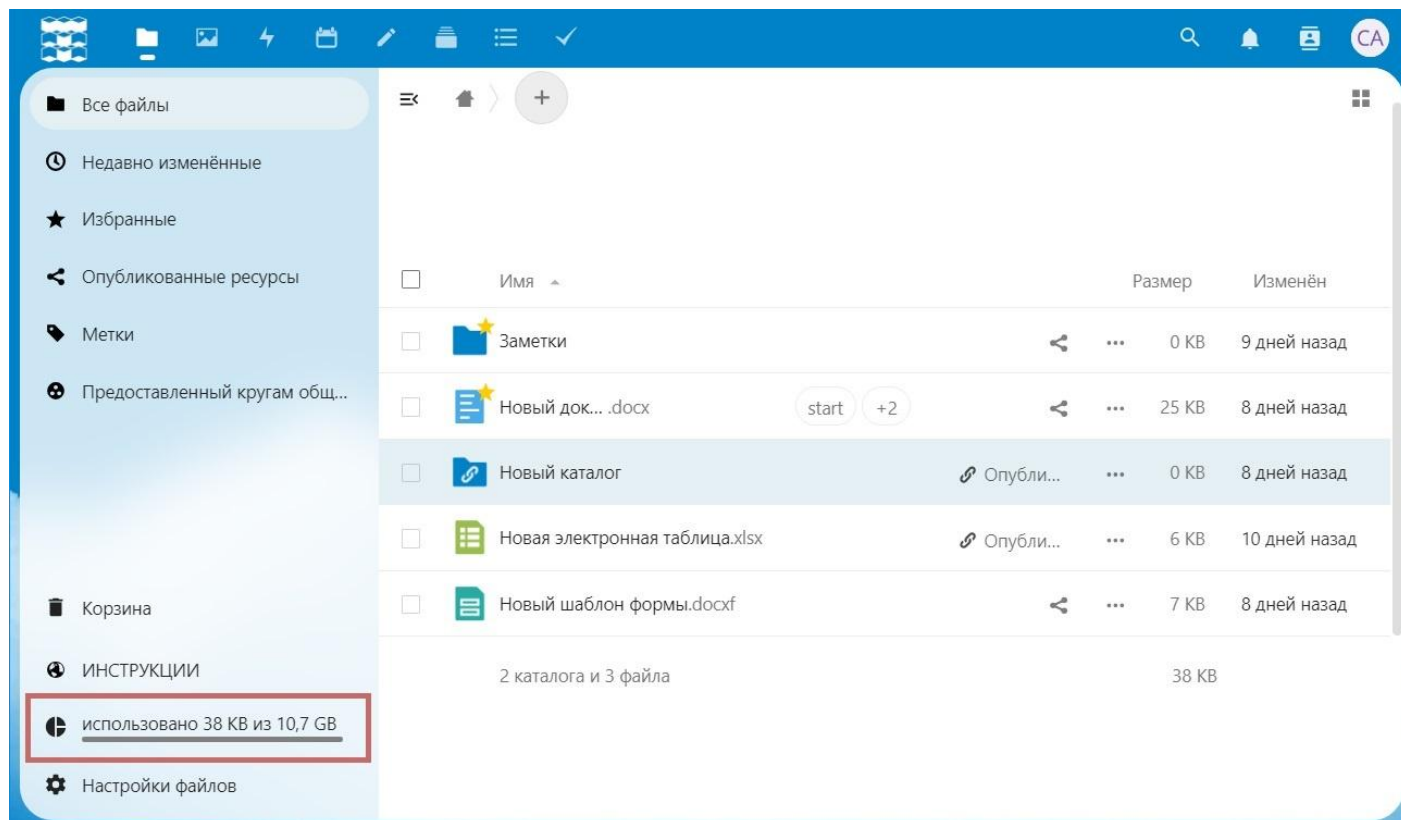 CA
Все файлы
Недавно изменённые
Избранные
Опубликованные ресурсы
Метки
Предоставленный кругам общ...
Корзина
ИНСТРУКЦИИ
использовано 38 KB из 10,7 GB
Настройки файлов
Имя Размер Изменён
Заметки 0 KB 9 дней назад
Новый док... .docx start +2 25 KB 8 дней назад
Новый каталог Опубли... 0 KB 8 дней назад
Новая электронная таблица.xlsx Опубли... 6 KB 10 дней назад
Новый шаблон формы.docxf 7 KB 8 дней назад
2 каталога и 3 файла 38 KB